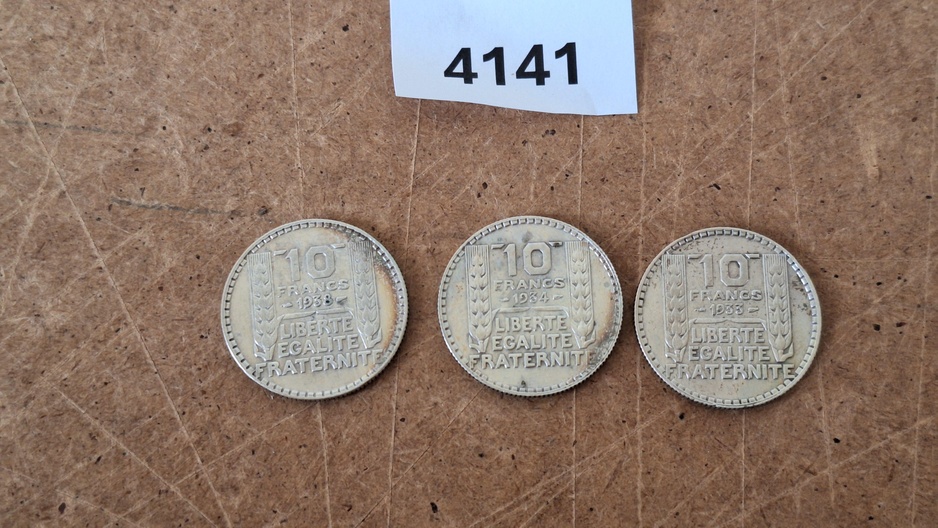 4141
10
FRANCS
1938
LIBERTE
EGALITE
FRATERNITE
10
FRANCS
1934
LIBERTE
EGALITE
FRATERNITE
10
FRANCS
1933
LIBERTE
EGALITE
FRATERNITE